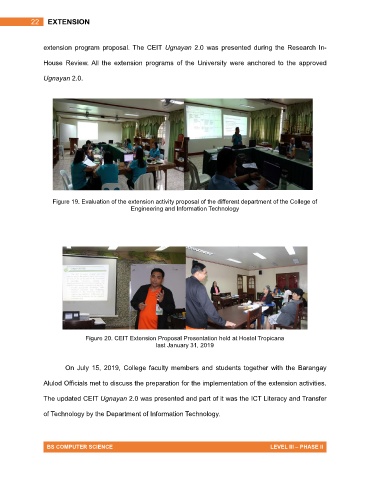 22 EXTENSION
extension program proposal. The CEIT Ugnayan 2.0 was presented during the Research In-
House Review. All the extension programs of the University were anchored to the approved
Ugnayan 2.0.
Figure 19. Evaluation of the extension activity proposal of the different department of the College of
Engineering and Information Technology
Figure 20. CEIT Extension Proposal Presentation held at Hostel Tropicana
last January 31, 2019
On July 15, 2019, College faculty members and students together with the Barangay
Alulod Officials met to discuss the preparation for the implementation of the extension activities.
The updated CEIT Ugnayan 2.0 was presented and part of it was the ICT Literacy and Transfer
of Technology by the Department of Information Technology.
BS COMPUTER SCIENCE LEVEL III – PHASE II